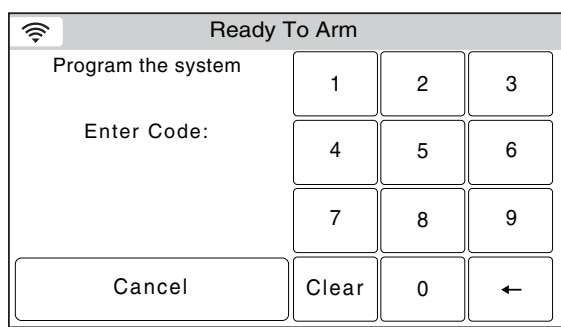 Ready To Arm
Program the system
Enter Code:
1 2 3
4 5 6
7 8 9
Cancel Clear 0 ←